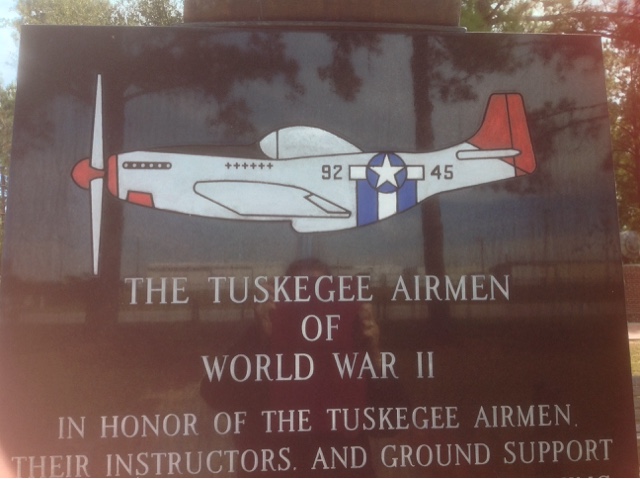 92 45
THE TUSKEGEE AIRMEN
OF
WORLD WAR II
IN HONOR OF THE TUSKEGEE AIRMEN,
THEIR INSTRUCTORS, AND GROUND SUPPORT